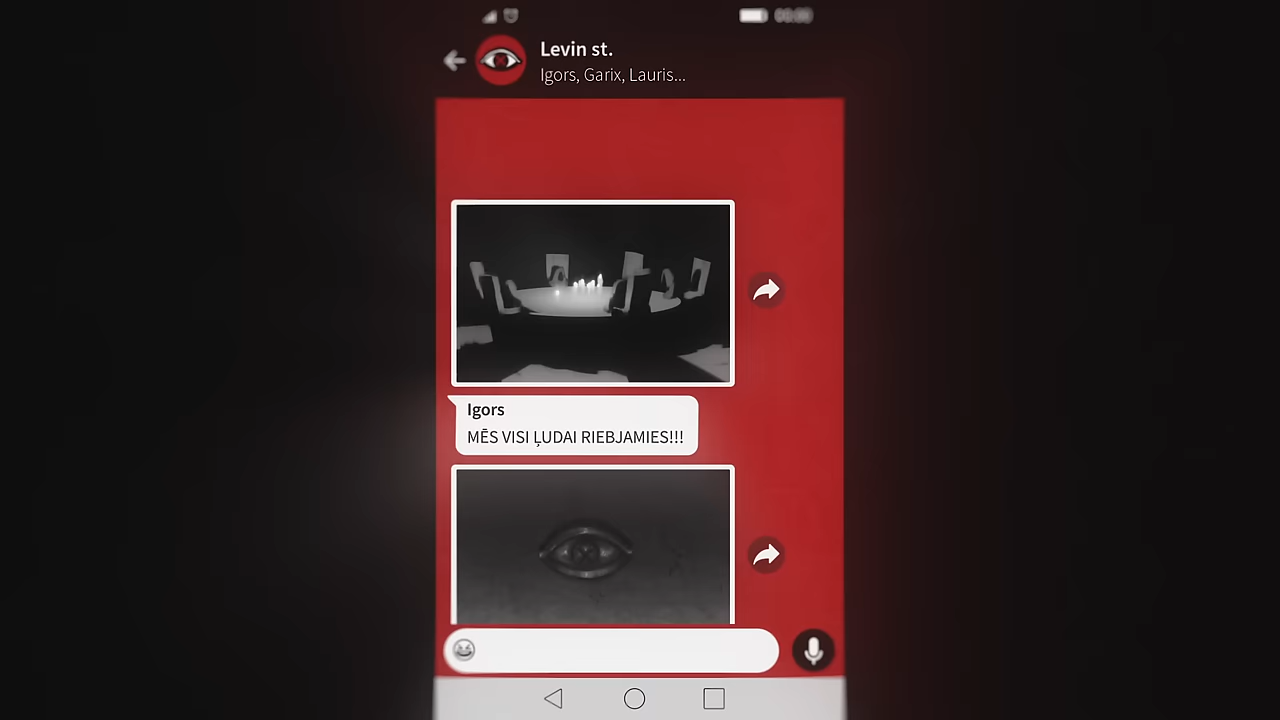 Levin st.
Igors, Garix, Lauris...
Igors
MĒS VISI ĻUDAI RIEBJAMIES!!!